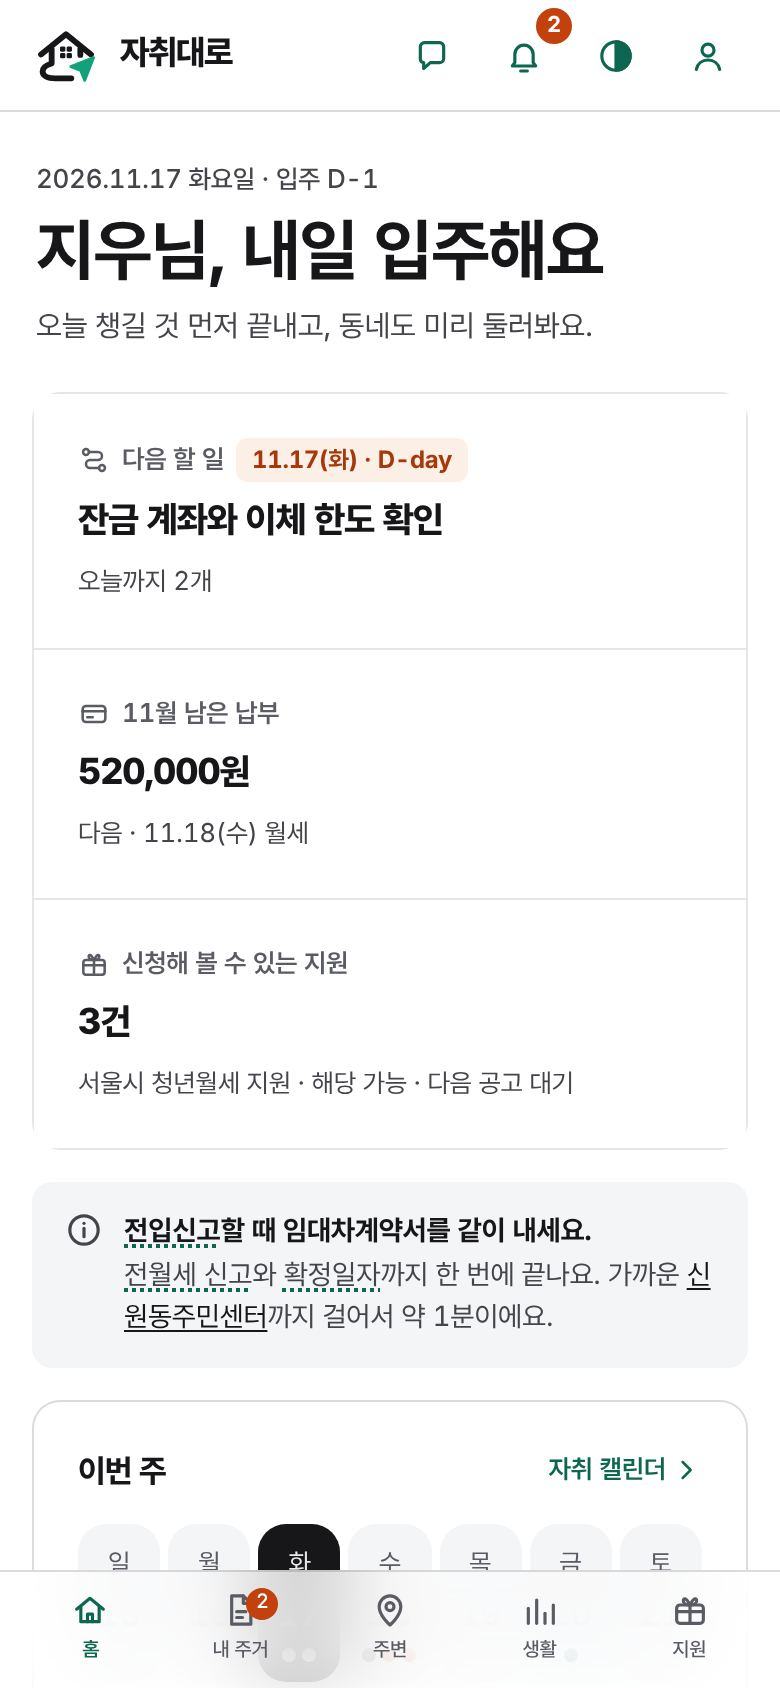 자취대로
2
2026.11.17 화요일 · 입주 D-1
지우님, 내일 입주해요
오늘 챙길 것 먼저 끝내고, 동네도 미리 둘러봐요.
다음 할 일 11.17(화) · D-day
잔금 계좌와 이체 한도 확인
오늘까지 2개
11월 남은 납부
520,000원
다음 · 11.18(수) 월세
신청해 볼 수 있는 지원
3건
서울시 청년월세 지원 · 해당 가능 · 다음 공고 대기
전입신고할 때 임대차계약서를 같이 내세요.
전월세 신고와 확정일자까지 한 번에 끝나요. 가까운 신
원동주민센터까지 걸어서 약 1분이에요.
이번 주 자취 캘린더
일 월 화 수 목 금 토
2
홈 내 주거 주변 생활 지원